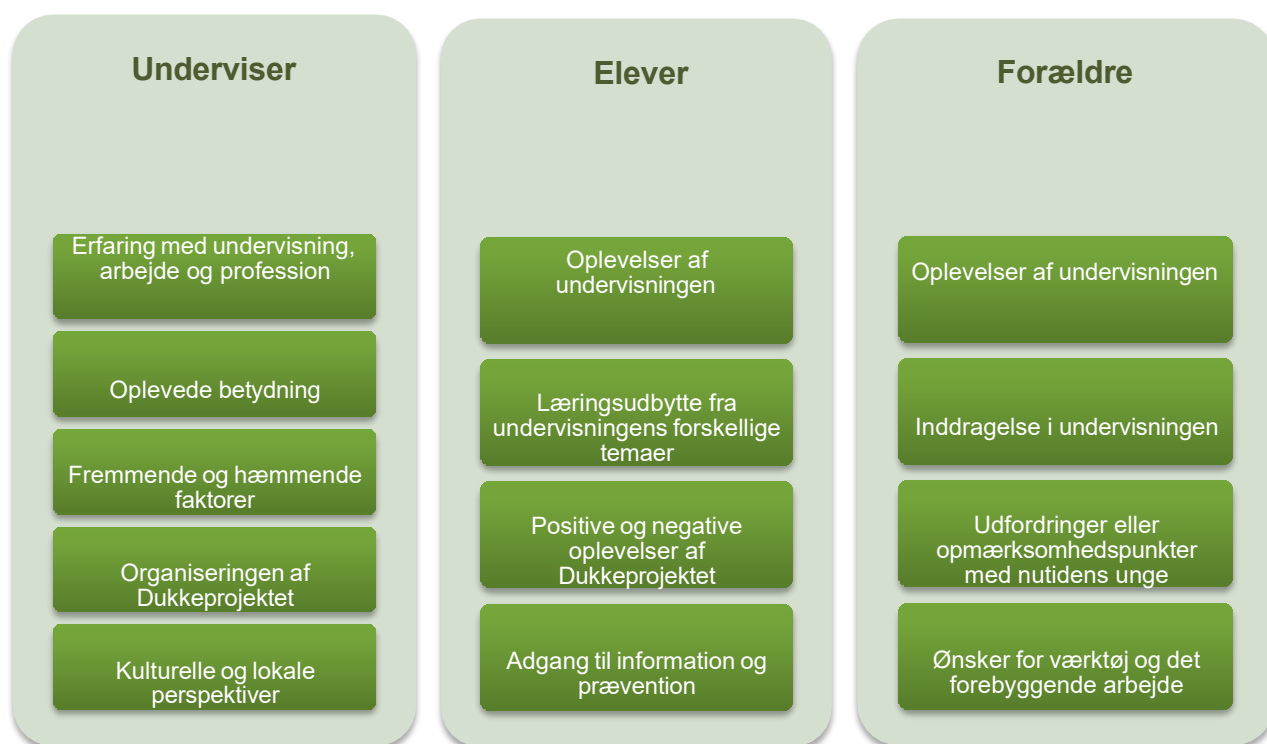 Underviser
Erfaring med undervisning,
arbejde og profession
Oplevede betydning
Fremmende og hæmmende
faktorer
Organiseringen af
Dukkeprojektet
Kulturelle og lokale
perspektiver
Elever
Oplevelser af
undervisningen
Læringsudbytte fra
undervisningens forskellige
temaer
Positive og negative
oplevelser af
Dukkeprojektet
Adgang til information og
prævention
Forældre
Oplevelser af undervisningen
Inddragelse i undervisningen
Udfordringer eller
opmærksomhedspunkter
med nutidens unge
Ønsker for værktøj og det
forebyggende arbejde